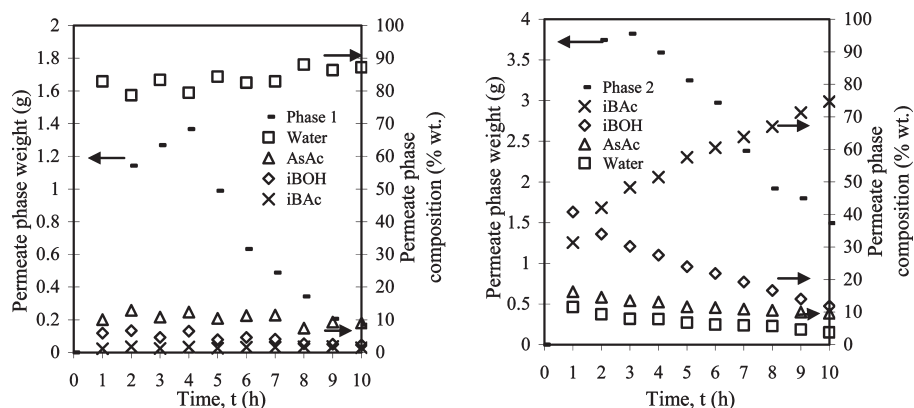 2
1.8
1.6
1.4
1.2
1
0.8
0.6
0.4
0.2
0
Permeate phase weight (g)
100
90
80
70
60
50
40
30
20
10
0
Permeate phase
composition (% wt.)
Phase 1
Water
AsAc
iBOH
iBAc
0 1 2 3 4 5 6 7 8 9 10
Time, t (h)
4
3.5
3
2.5
2
1.5
1
0.5
0
Permeate phase weight (g)
100
90
80
70
60
50
40
30
20
10
0
Permeate phase
composition (% wt.)
Phase 2
iBAc
iBOH
AsAc
Water
0 1 2 3 4 5 6 7 8 9 10
Time, t (h)